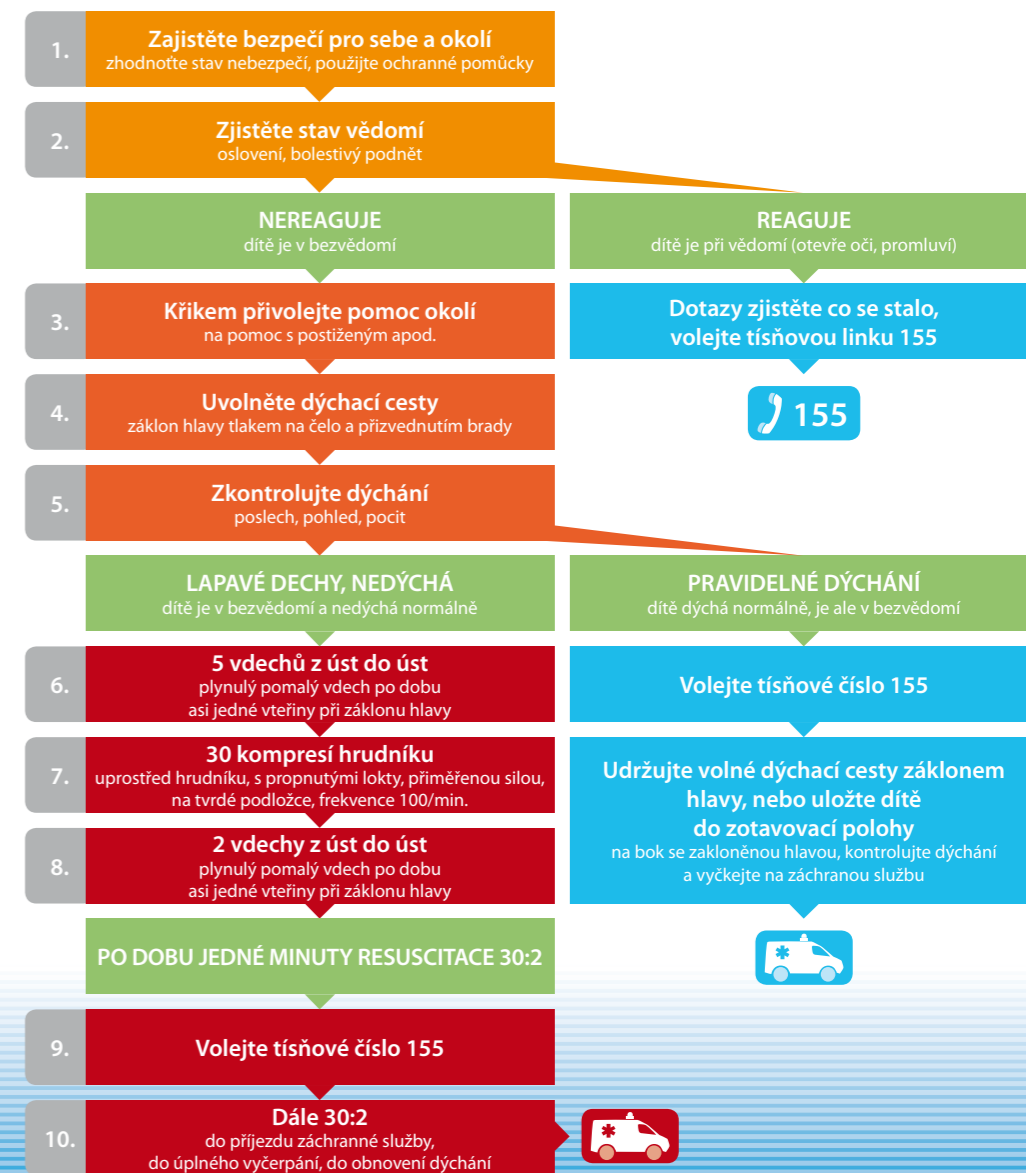 1.
Zajistěte bezpečí pro sebe a okolí
zhodnoťte stav nebezpečí, použijte ochranné pomůcky
2.
Zjistěte stav vědomí
oslovení, bolestivý podnět
NEREAGUJE
dítě je v bezvědomí
REAGUJE
dítě je při vědomí (otevře oči, promluví)
3.
Křikem přivolejte pomoc okolí
na pomoc s postiženým apod.
Dotazy zjistěte co se stalo,
volejte tísňovou linku 155
155
4.
Uvolněte dýchací cesty
záklon hlavy tlakem na čelo a přizvednutím brady
5.
Zkontrolujte dýchání
poslech, pohled, pocit
LAPAVÉ DECHY, NEDÝCHÁ
dítě je v bezvědomí a nedýchá normálně
PRAVIDELNÉ DÝCHÁNÍ
dítě dýchá normálně, je ale v bezvědomí
6.
5 vdechů z úst do úst
plynulý pomalý vdech po dobu
asi jedné vteřiny při záklonu hlavy
Volejte tísňové číslo 155
7.
30 kompresí hrudníku
uprostřed hrudníku, s propnutými lokty, přiměřenou silou,
na tvrdé podložce, frekvence 100/min.
Udržujte volné dýchací cesty záklonem
hlavy, nebo uložte dítě
do zotavovací polohy
na bok se zakloněnou hlavou, kontrolujte dýchání
a vyčkejte na záchranou službu
8.
2 vdechy z úst do úst
plynulý pomalý vdech po dobu
asi jedné vteřiny při záklonu hlavy
PO DOBU JEDNÉ MINUTY RESUSCITACE 30:2
9.
Volejte tísňové číslo 155
10.
Dále 30:2
do příjezdu záchranné služby,
do úplného vyčerpání, do obnovení dýchání